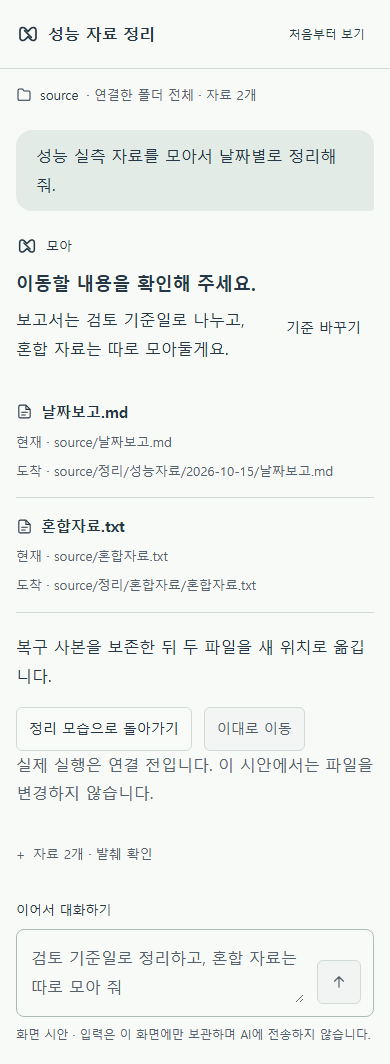 성능 자료 정리
처음부터 보기
source · 연결한 폴더 전체 · 자료 2개
성능 실측 자료를 모아서 날짜별로 정리해
줘.
모아
이동할 내용을 확인해 주세요.
보고서는 검토 기준일로 나누고,
혼합 자료는 따로 모아둘게요.
기준 바꾸기
날짜보고.md
현재 · source/날짜보고.md
도착 · source/정리/성능자료/2026-10-15/날짜보고.md
혼합자료.txt
현재 · source/혼합자료.txt
도착 · source/정리/혼합자료/혼합자료.txt
복구 사본을 보존한 뒤 두 파일을 새 위치로 옮깁
니다.
정리 모습으로 돌아가기
이대로 이동
실제 실행은 연결 전입니다. 이 시안에서는 파일을
변경하지 않습니다.
+ 자료 2개 · 발췌 확인
이어서 대화하기
검토 기준일로 정리하고, 혼합 자료는
따로 모아 줘
화면 시안 · 입력은 이 화면에만 보관하며 AI에 전송하지 않습니다.